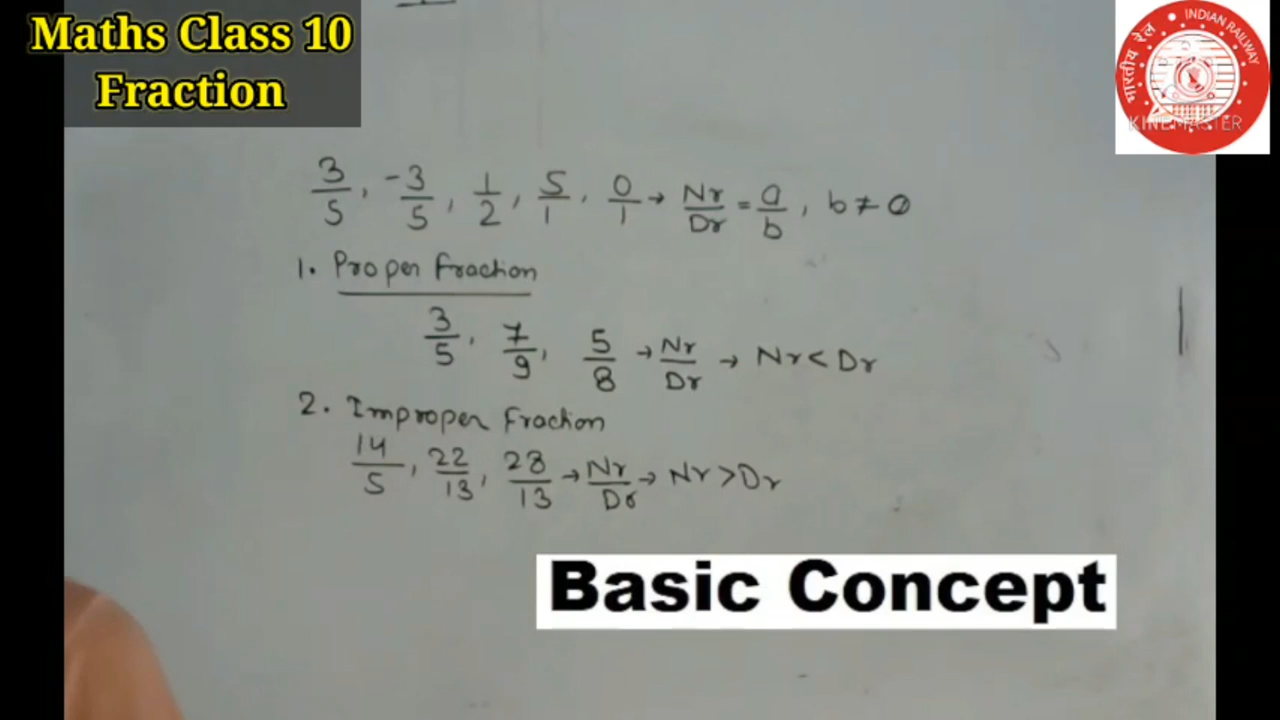 Maths Class 10
Fraction
भारतीय रेल INDIAN RAILWAY
KINEMASTER
3/5, -3/5, 1/2, 5/1, 0/1 → Nr/Dr = a/b, b ≠ 0
1. Proper Fraction
3/5, 7/9, 5/8 → Nr/Dr → Nr < Dr
2. Improper Fraction
14/5, 22/13, 28/13 → Nr/Dr → Nr > Dr
Basic Concept